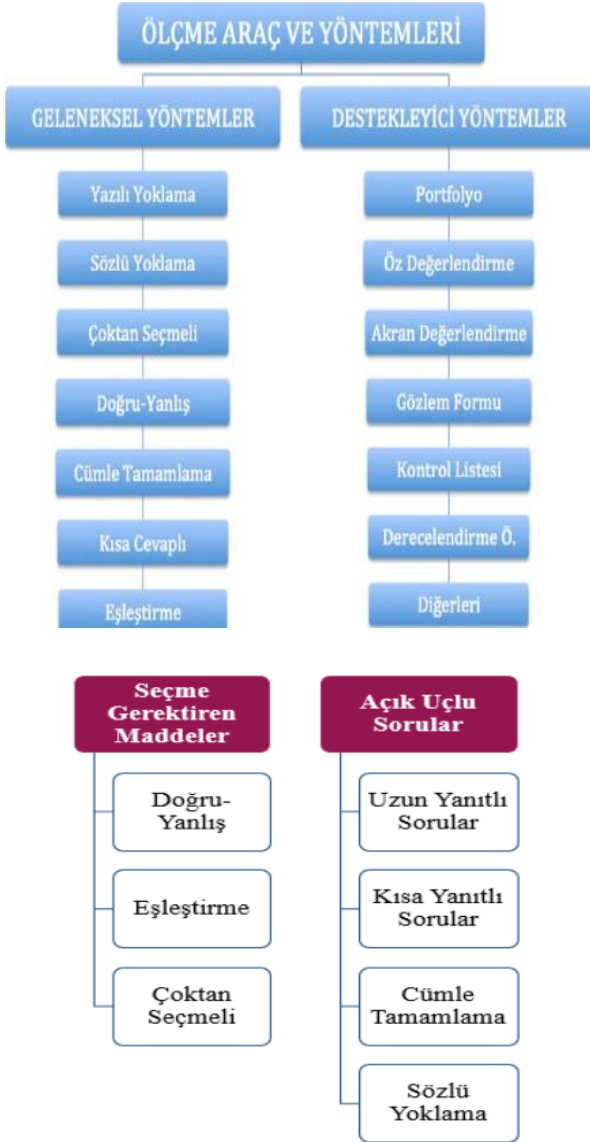 ÖLÇME ARAÇ VE YÖNTEMLERİ
GELENEKSEL YÖNTEMLER
Yazılı Yoklama
Sözlü Yoklama
Çoktan Seçmeli
Doğru-Yanlış
Cümle Tamamlama
Kısa Cevaplı
Eşleştirme
DESTEKLEYİCİ YÖNTEMLER
Portfolyo
Öz Değerlendirme
Akran Değerlendirme
Gözlem Formu
Kontrol Listesi
Derecelendirme Ö.
Diğerleri
Seçme
Gerektiren
Maddeler
Doğru-
Yanlış
Eşleştirme
Çoktan
Seçmeli
Açık Uçlu
Sorular
Uzun Yanıtlı
Sorular
Kısa Yanıtlı
Sorular
Cümle
Tamamlama
Sözlü
Yoklama